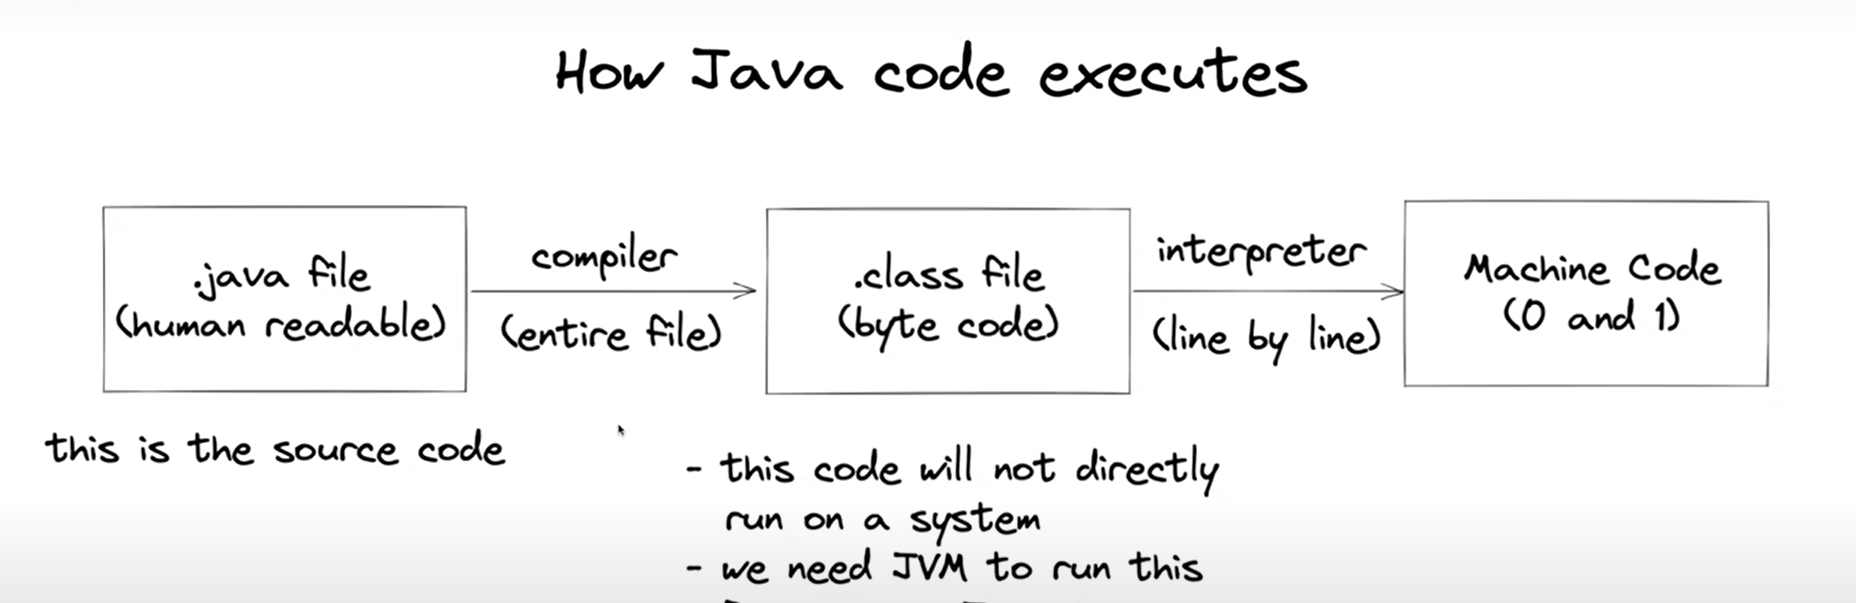 How Java code executes
.java file
(human readable)
compiler
(entire file)
.class file
(byte code)
interpreter
(line by line)
Machine Code
(0 and 1)
this is the source code
- this code will not directly
run on a system
- we need JVM to run this